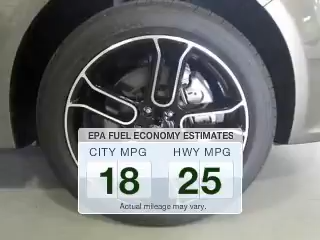 EPA FUEL ECONOMY ESTIMATES
CITY MPG HWY MPG
18 25
Actual mileage may vary.